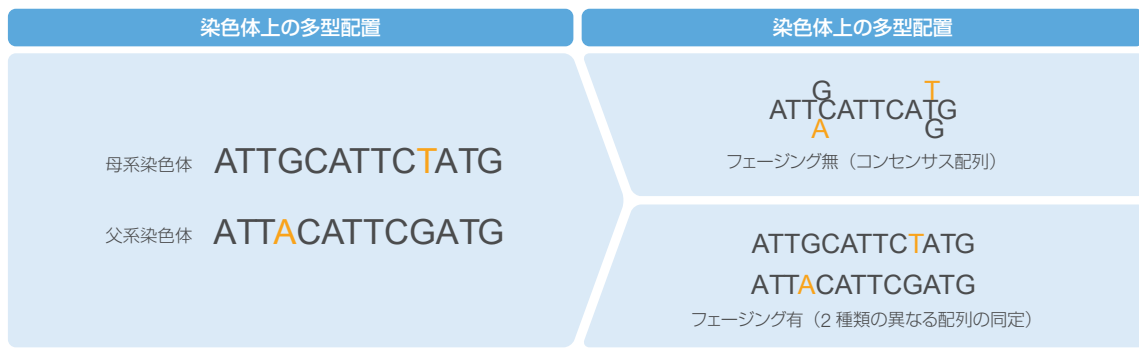 染色体上の多型配置
染色体上の多型配置
母系染色体 ATTGCATTCTATG
父系染色体 ATTACATTCGATG
G T
ATTCATTCATG
A G
フェージング無（コンセンサス配列）
ATTGCATTCTATG
ATTACATTCGATG
フェージング有（2 種類の異なる配列の同定）